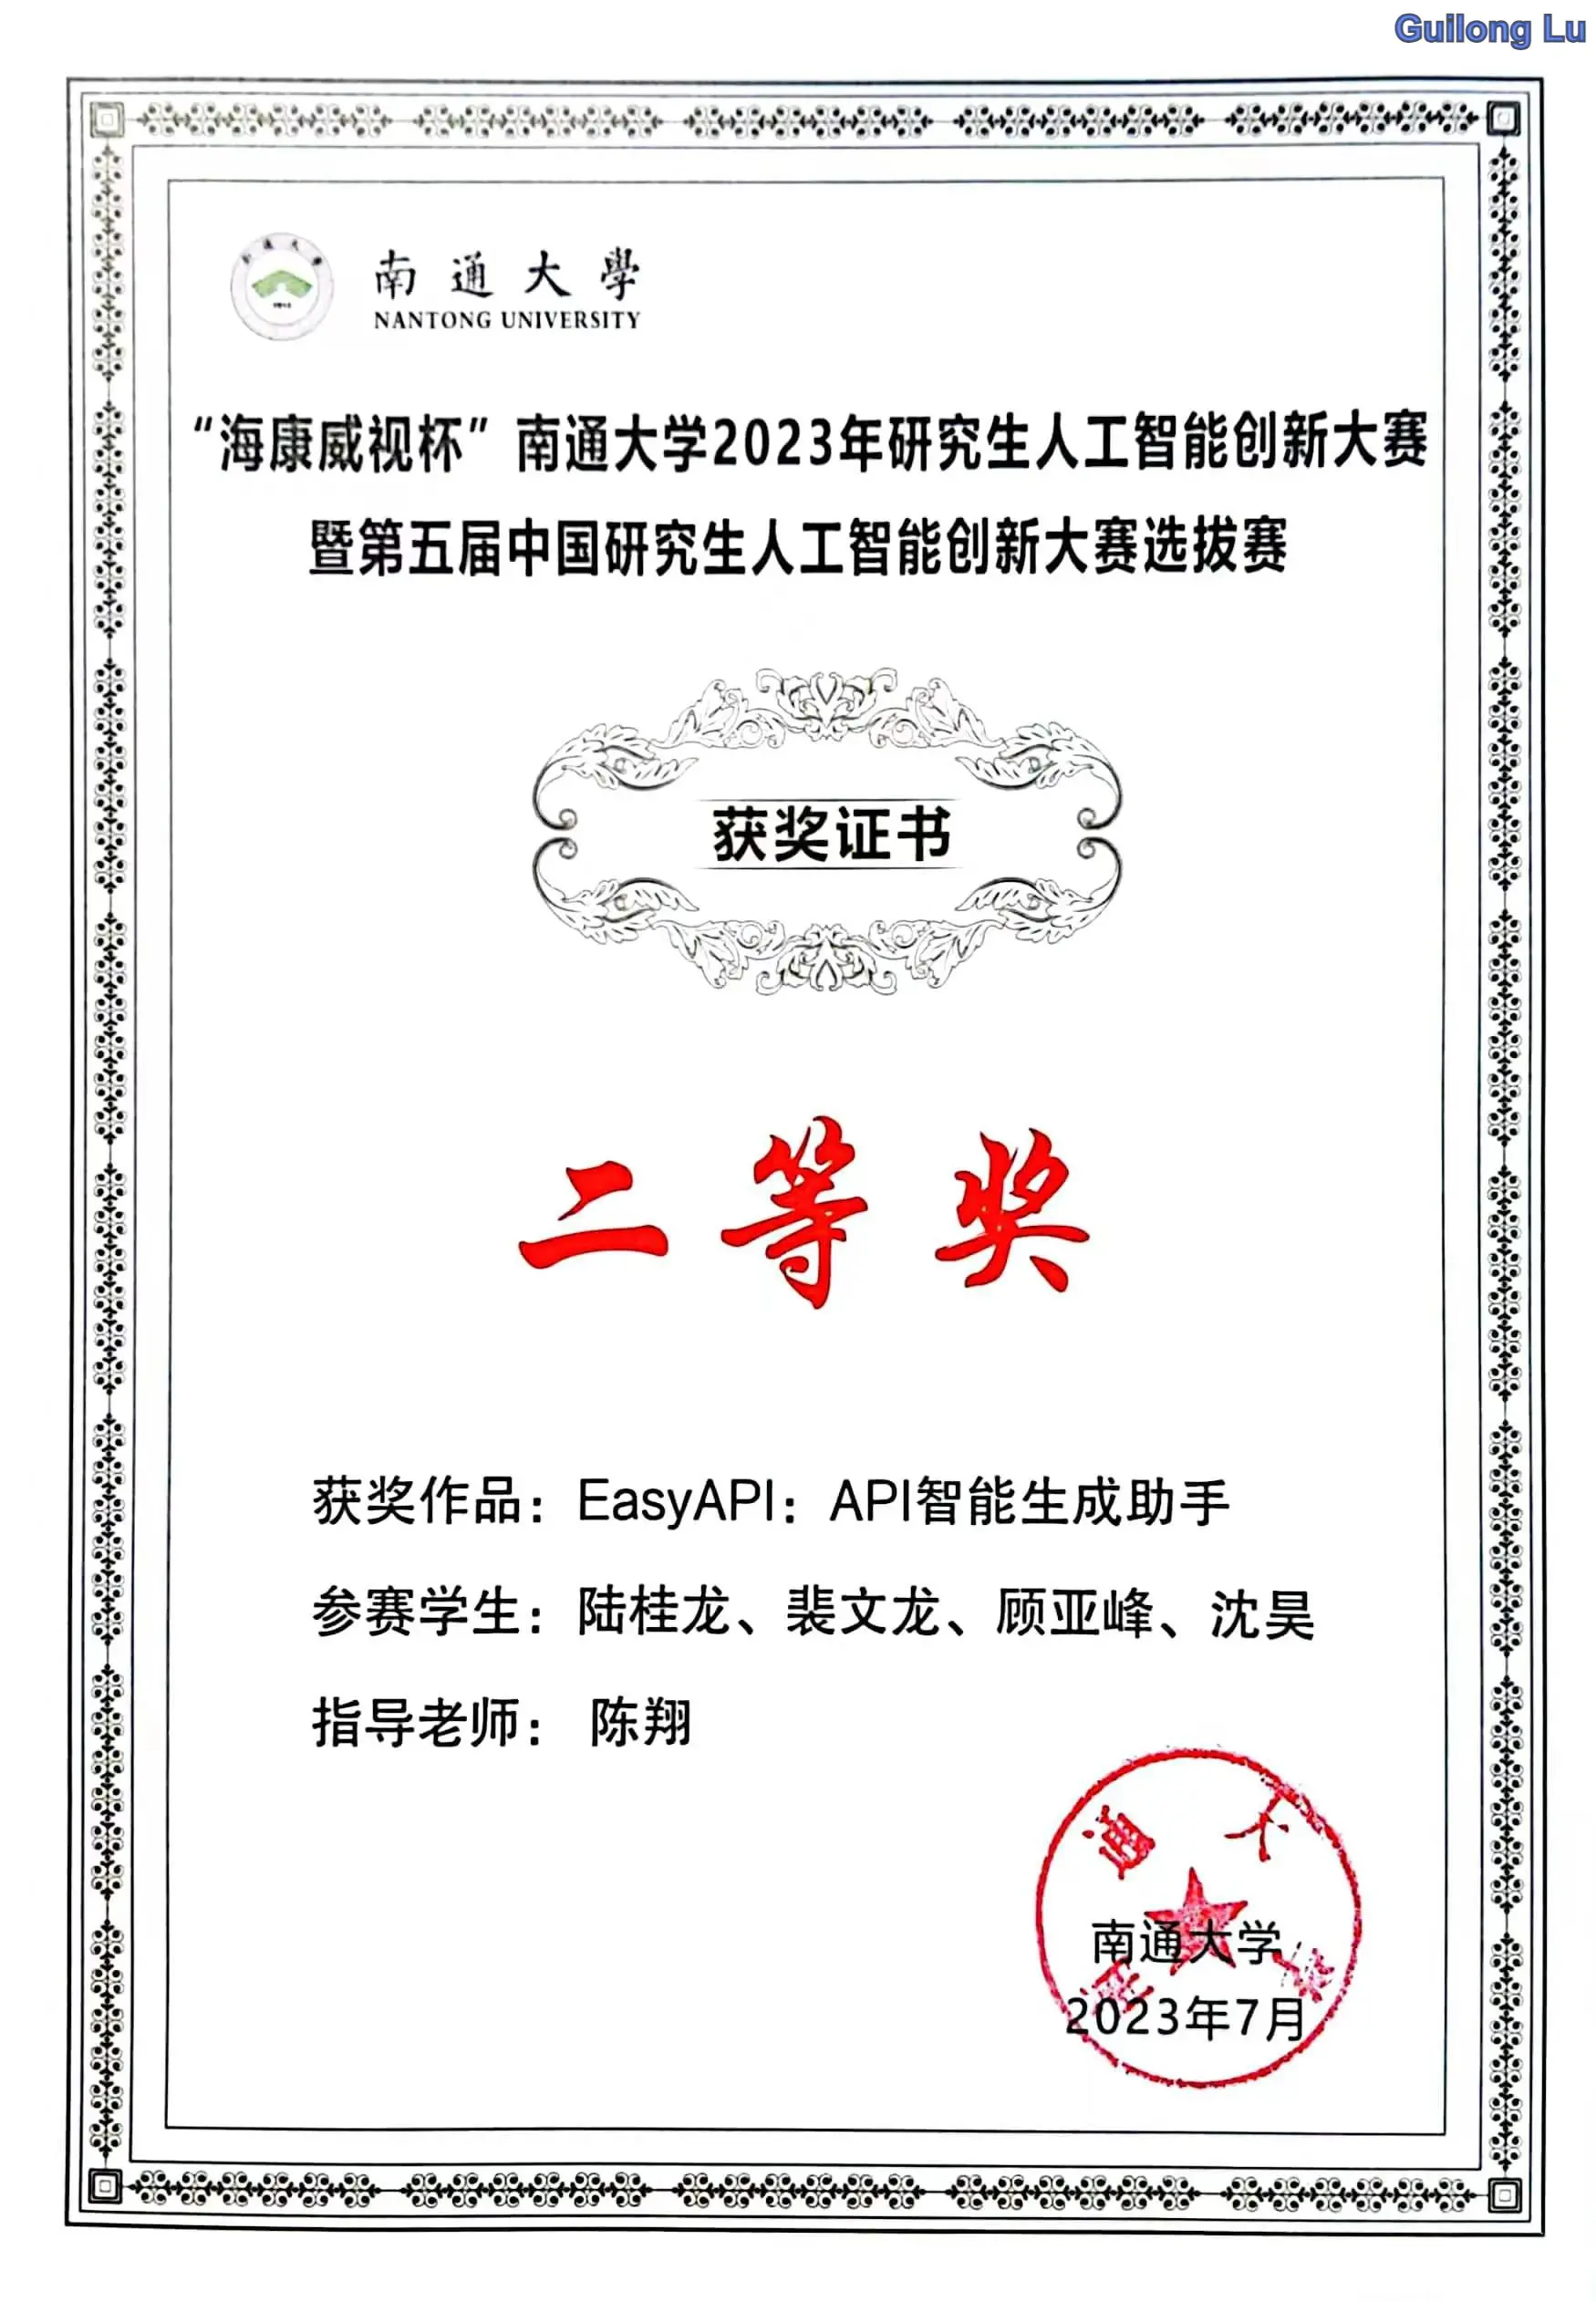 Guilong Lu
南通大學
NANTONG UNIVERSITY
“海康威视杯”南通大学2023年研究生人工智能创新大赛
暨第五届中国研究生人工智能创新大赛选拔赛
获奖证书
二等奖
获奖作品：EasyAPI：API智能生成助手
参赛学生：陆桂龙、裴文龙、顾亚峰、沈昊
指导老师： 陈翔
南通大学
2023年7月